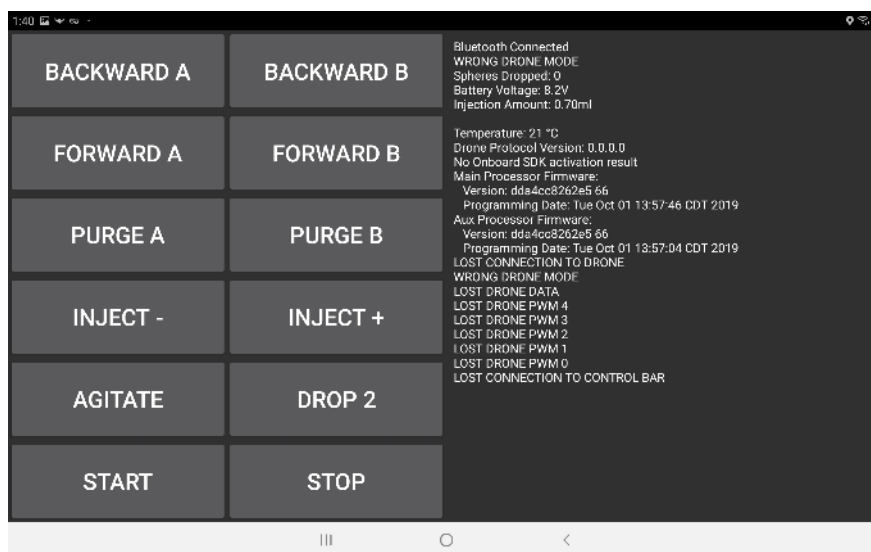 1:40
BACKWARD A
BACKWARD B
FORWARD A
FORWARD B
PURGE A
PURGE B
INJECT -
INJECT +
AGITATE
DROP 2
START
STOP
Bluetooth Connected
WRONG DRONE MODE
Spheres Dropped: 0
Battery Voltage: 8.2V
Injection Amount: 0.70ml
Temperature: 21 °C
Drone Protocol Version: 0.0.0.0
No Onboard SDK activation result
Main Processor Firmware:
Version: dda4cc8262e5 66
Programming Date: Tue Oct 01 13:57:46 CDT 2019
Aux Processor Firmware:
Version: dda4cc8262e5 66
Programming Date: Tue Oct 01 13:57:04 CDT 2019
LOST CONNECTION TO DRONE
WRONG DRONE MODE
LOST DRONE DATA
LOST DRONE PWM 4
LOST DRONE PWM 3
LOST DRONE PWM 2
LOST DRONE PWM 1
LOST DRONE PWM 0
LOST CONNECTION TO CONTROL BAR